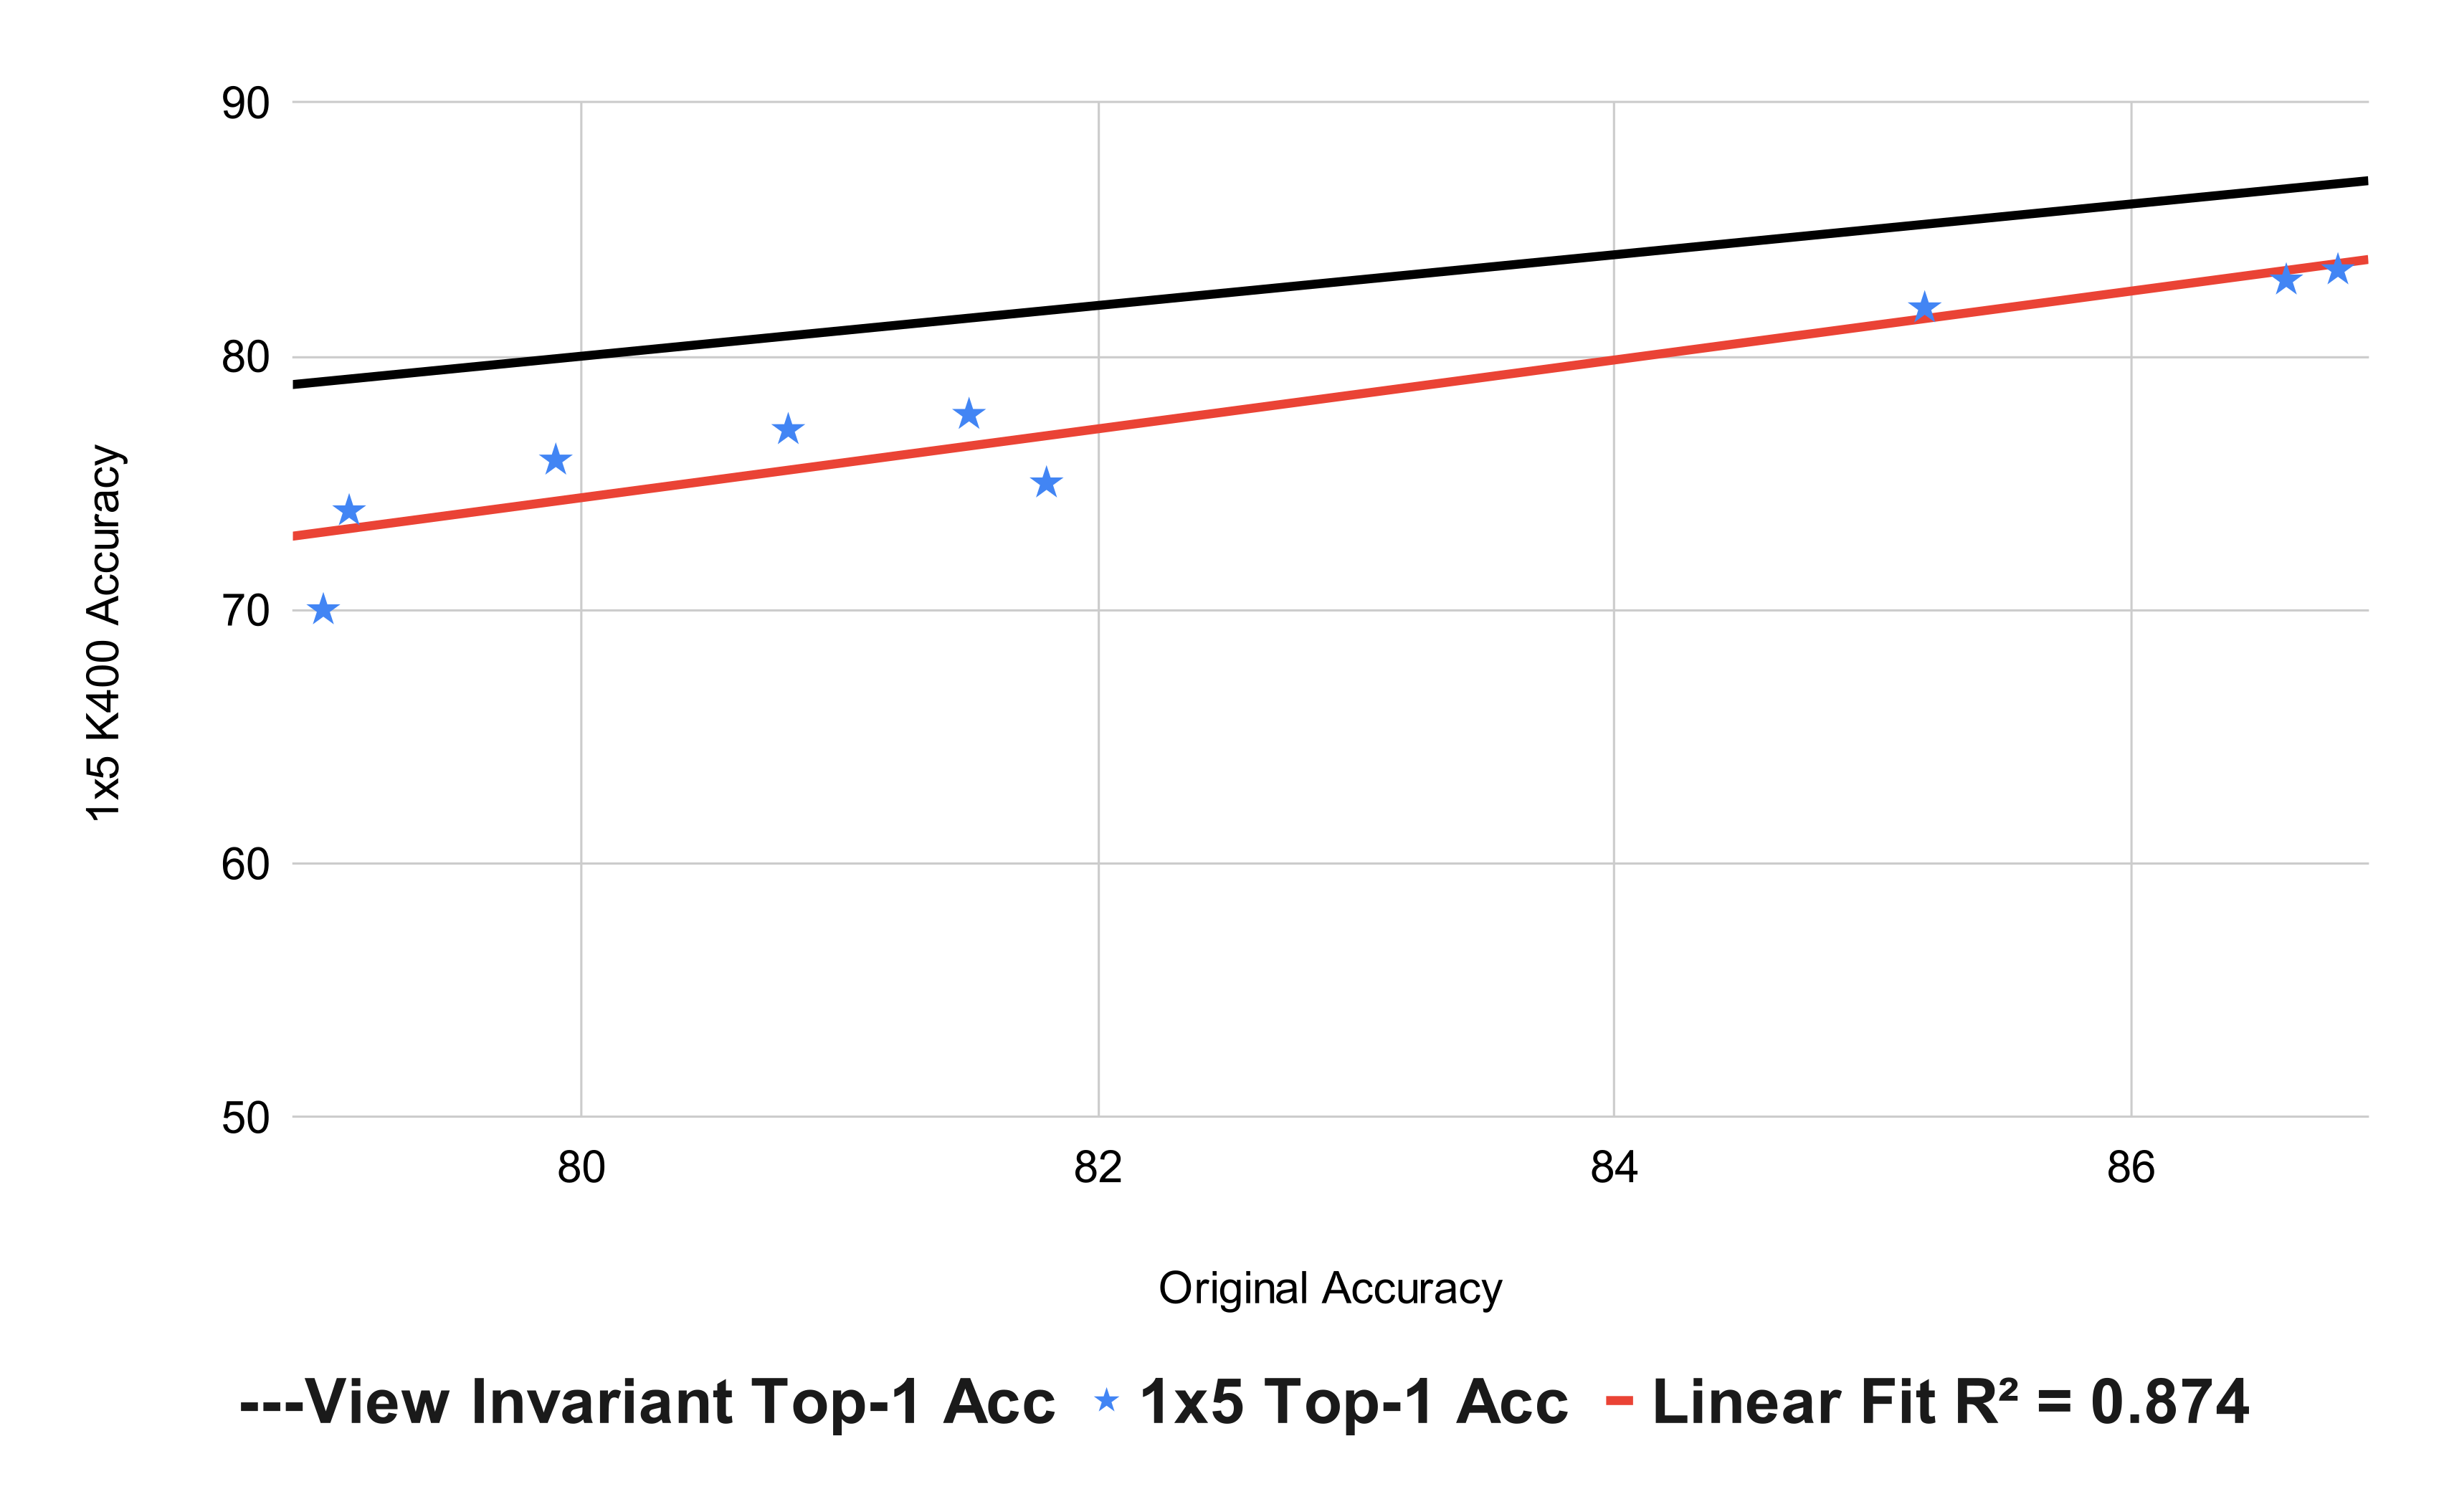 90
80
70
60
50
1x5 K400 Accuracy
80 82 84 86
Original Accuracy
---View Invariant Top-1 Acc 1x5 Top-1 Acc Linear Fit R² = 0.874